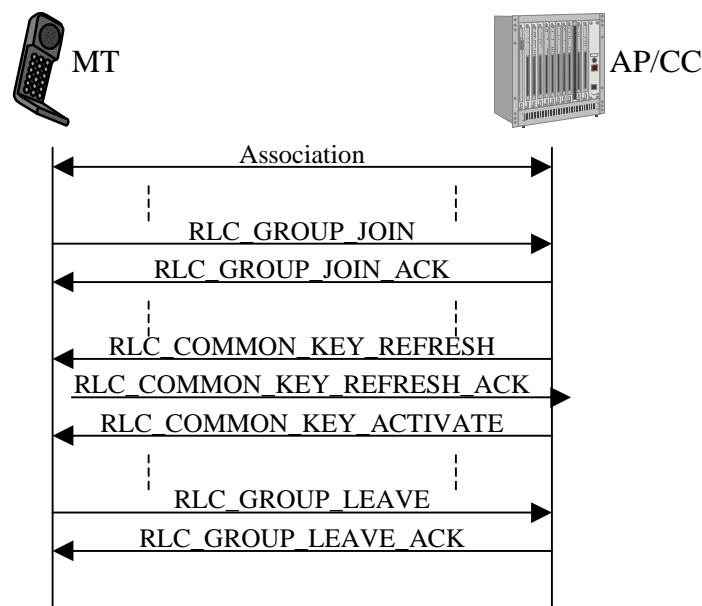 MT
AP/CC
Association
RLC_GROUP_JOIN
RLC_GROUP_JOIN_ACK
RLC_COMMON_KEY_REFRESH
RLC_COMMON_KEY_REFRESH_ACK
RLC_COMMON_KEY_ACTIVATE
RLC_GROUP_LEAVE
RLC_GROUP_LEAVE_ACK